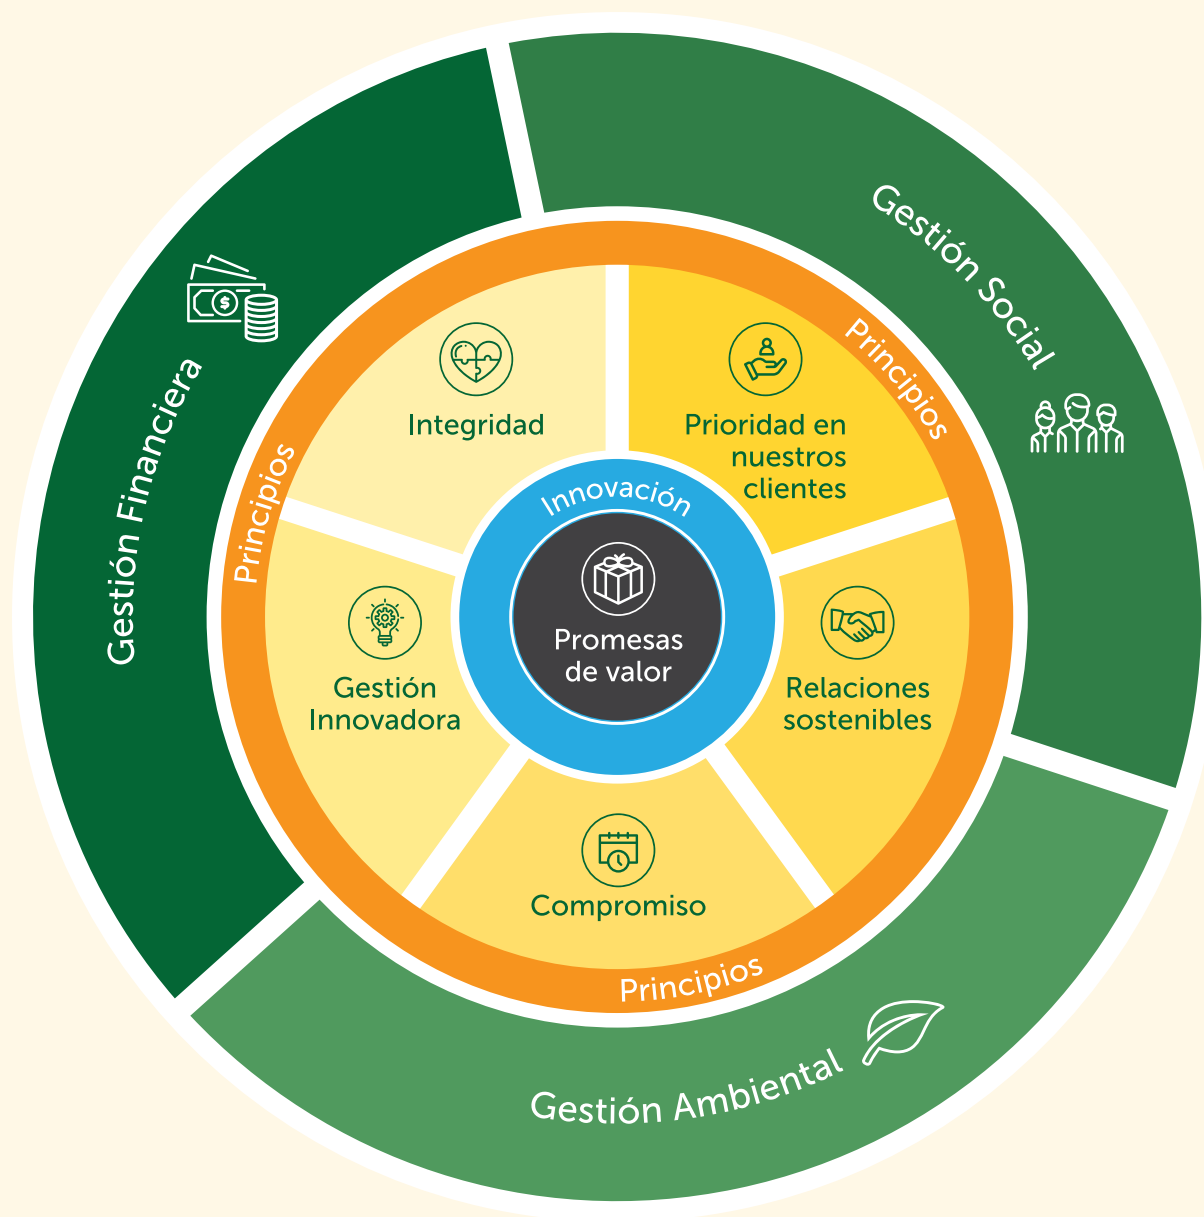 Gestión Financiera
Gestión Social
Gestión Ambiental
Principios
Principios
Principios
Integridad
Prioridad en
nuestros
clientes
Relaciones
sostenibles
Compromiso
Gestión
Innovadora
Innovación
Promesas
de valor
$